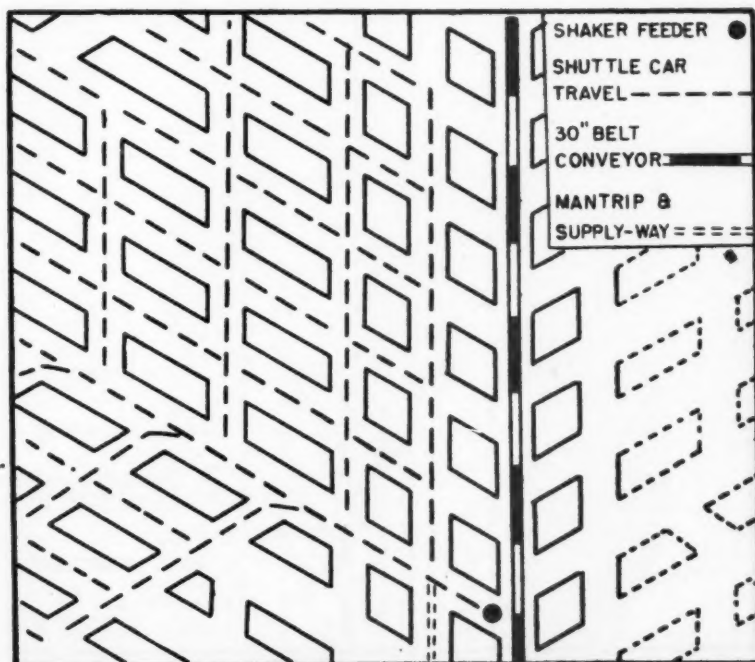 SHAKER FEEDER
SHUTTLE CAR
TRAVEL
30" BELT
CONVEYOR
MANTRIP &
SUPPLY-WAY